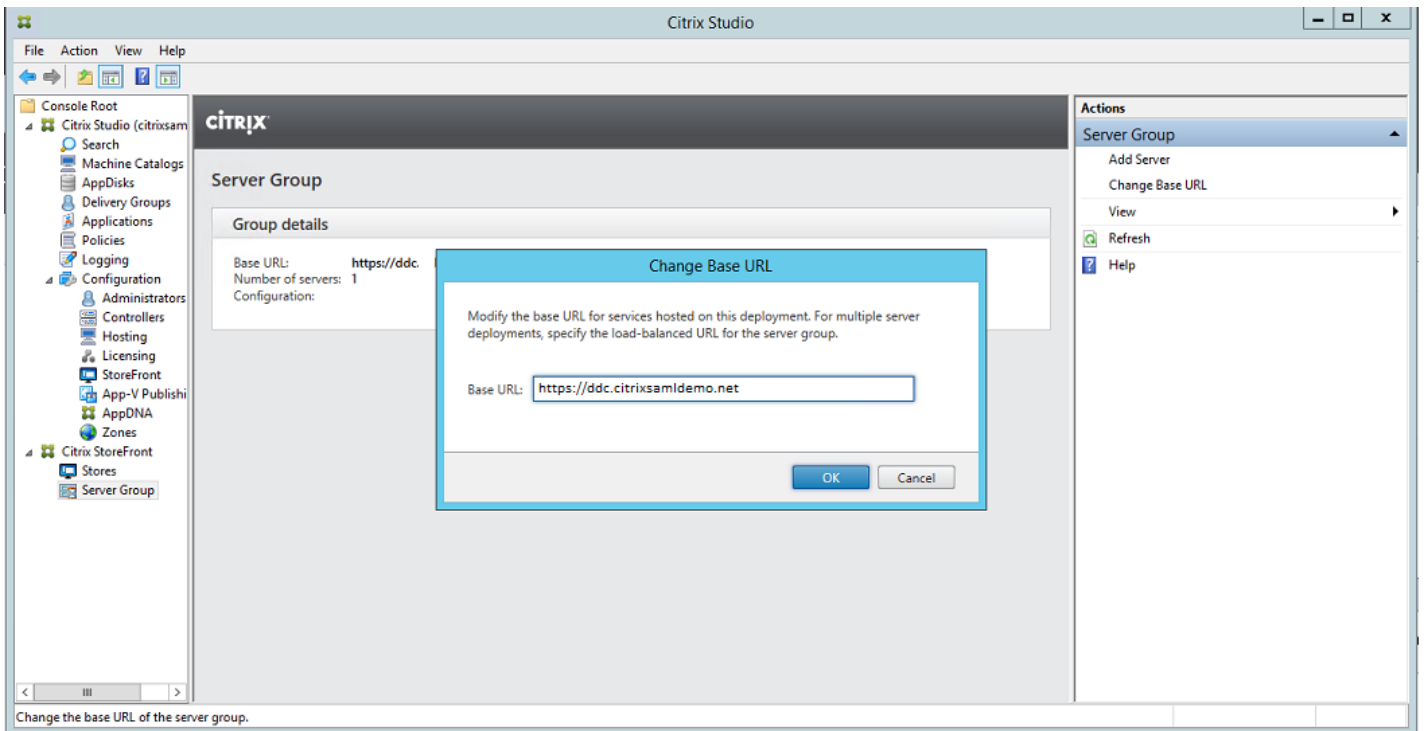 Citrix Studio
File Action View Help
Console Root
Citrix Studio (citrixsam
Search
Machine Catalogs
AppDisks
Delivery Groups
Applications
Policies
Logging
Configuration
Administrators
Controllers
Hosting
Licensing
StoreFront
App-V Publishi
AppDNA
Zones
Citrix StoreFront
Stores
Server Group
CİTRIX
Server Group
Group details
Base URL: https://ddc.
Number of servers: 1
Configuration:
Change Base URL
Modify the base URL for services hosted on this deployment. For multiple server
deployments, specify the load-balanced URL for the server group.
Base URL: https://ddc.citrixsamldemo.net
OK Cancel
Actions
Server Group
Add Server
Change Base URL
View
Refresh
Help
Change the base URL of the server group.